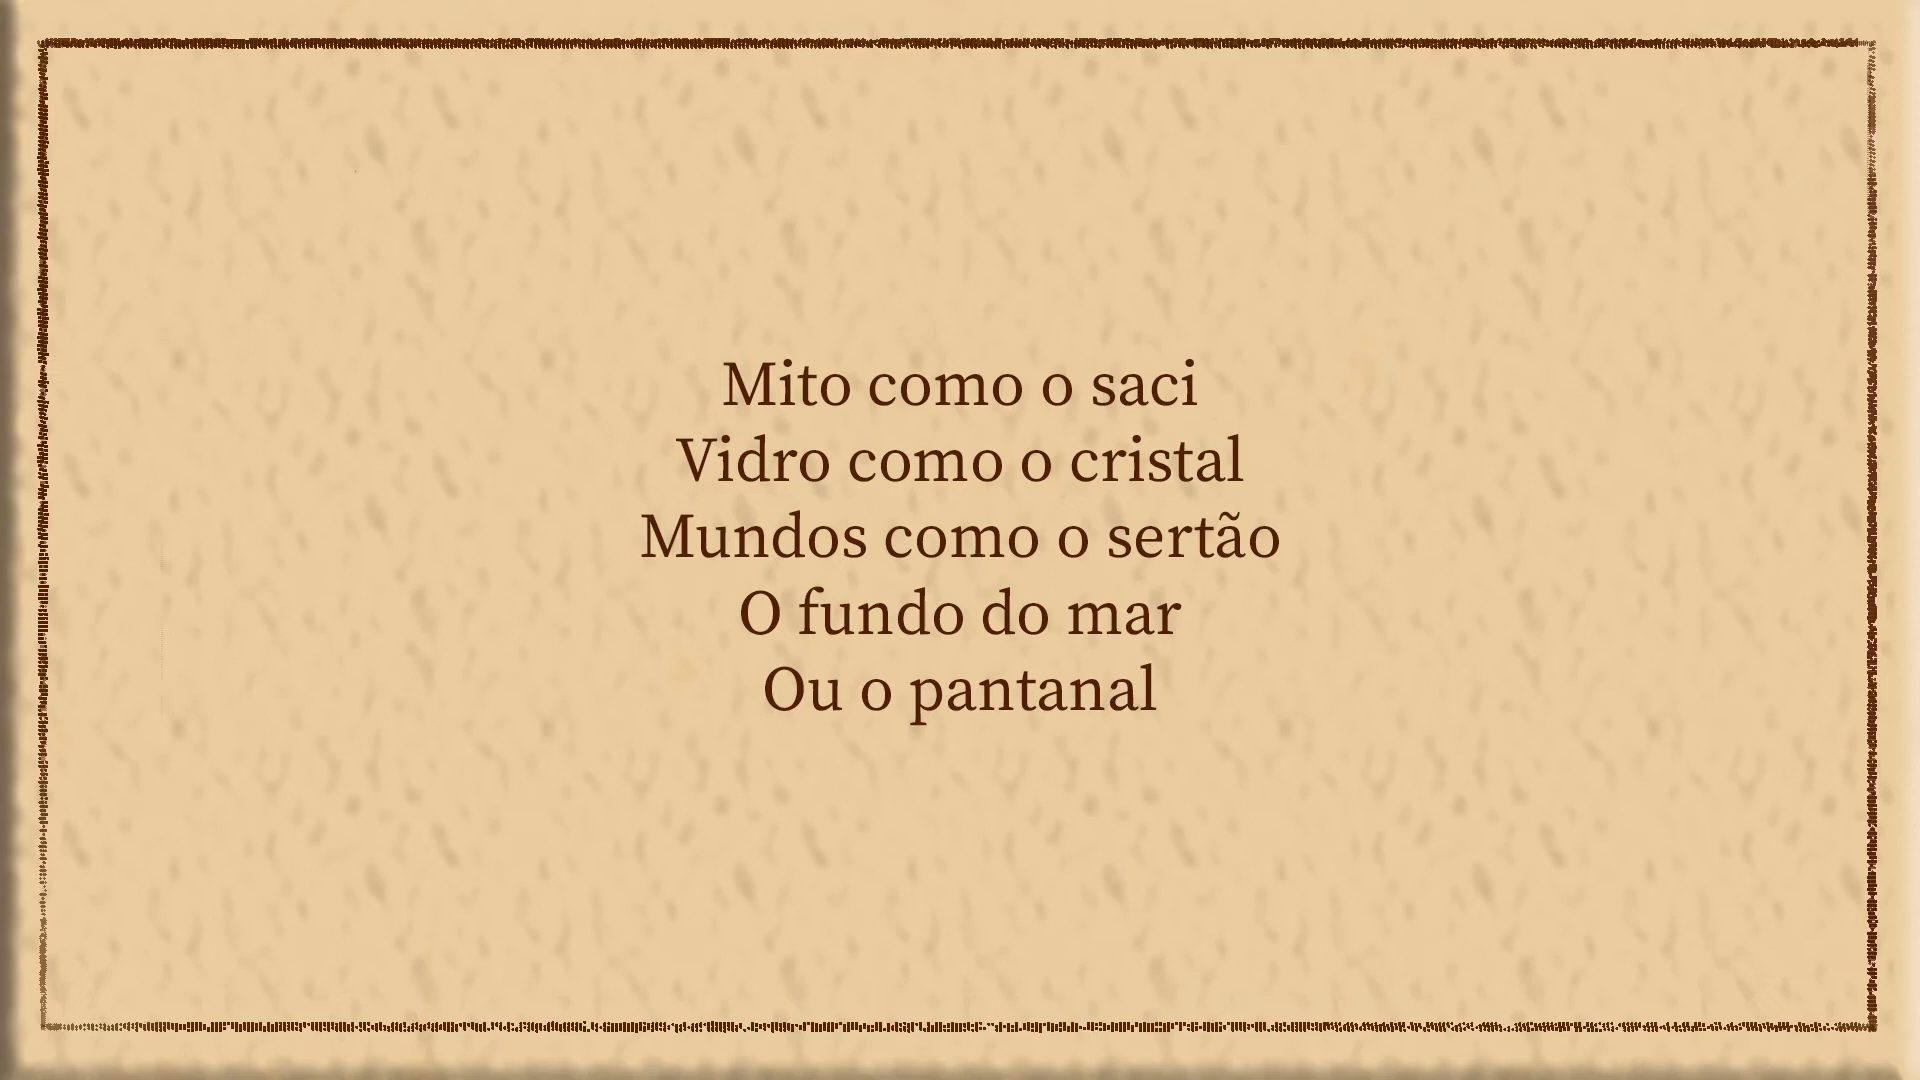 Mito como o saci
Vidro como o cristal
Mundos como o sertão
O fundo do mar
Ou o pantanal